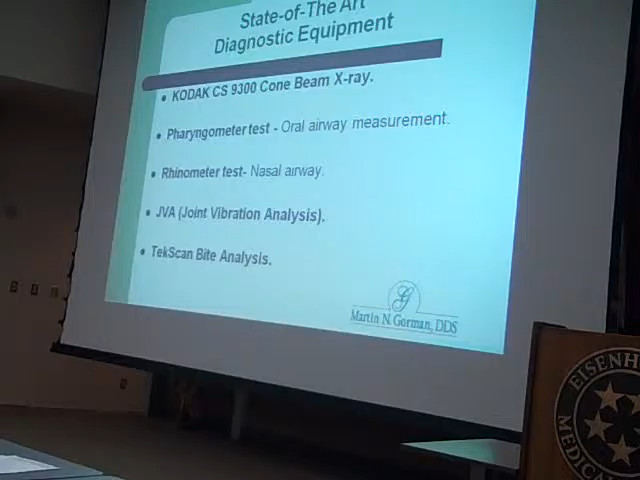 State-of-The Art
Diagnostic Equipment
• KODAK CS 9300 Cone Beam X-ray.
• Pharyngometer test - Oral airway measurement.
• Rhinometer test- Nasal airway.
• JVA (Joint Vibration Analysis).
• TekScan Bite Analysis.
G
Martin N. Gorman, DDS
EISENH
MEDICA